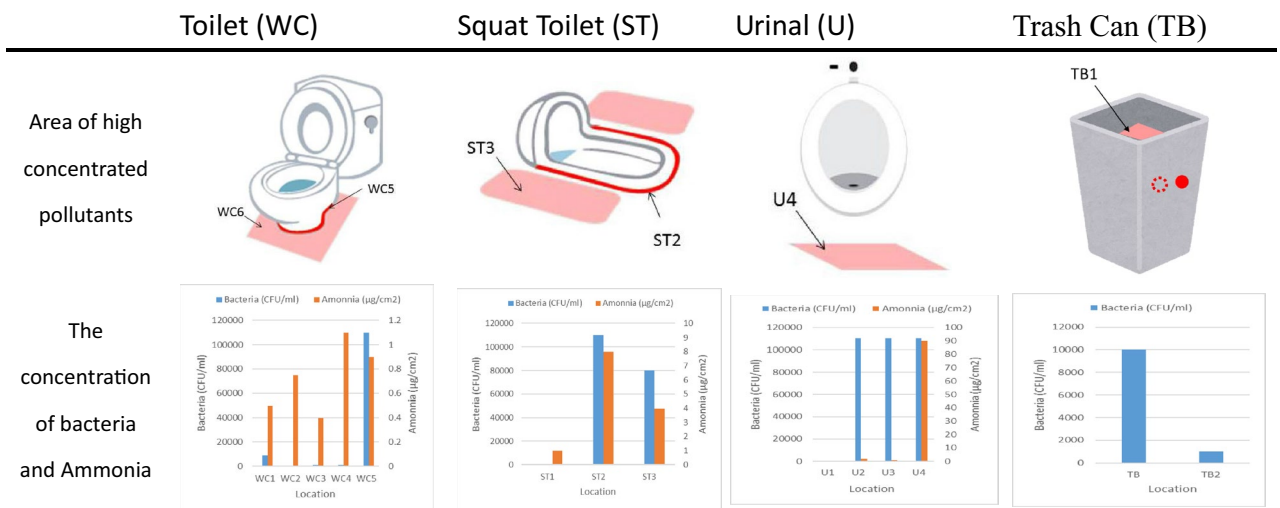 Toilet (WC) Squat Toilet (ST) Urinal (U) Trash Can (TB)
Area of high
concentrated
pollutants
WC5
WC6
ST3
ST2
U4
TB1
The
concentration
of bacteria
and Ammonia
Bacteria (CFU/ml) Amonnia (µg/cm2)
120000
100000
80000
60000
40000
20000
0
1.2
1
0.8
0.6
0.4
0.2
0
Bacteria (CFU/ml)
Amonnia (µg/cm2)
WC1 WC2 WC3 WC4 WC5
Location
Bacteria (CFU/ml) Amonnia (µg/cm2)
120000
100000
80000
60000
40000
20000
0
10
9
8
7
6
5
4
3
2
1
0
Bacteria (CFU/ml)
Amonnia (µg/cm2)
ST1 ST2 ST3
Location
Bacteria (CFU/ml) Amonnia (µg/cm2)
120000
100000
80000
60000
40000
20000
0
100
90
80
70
60
50
40
30
20
10
0
Bacteria (CFU/ml)
Amonnia (µg/cm2)
U1 U2 U3 U4
Location
Bacteria (CFU/ml)
12000
10000
8000
6000
4000
2000
0
Bacteria (CFU/ml)
TB TB2
Location